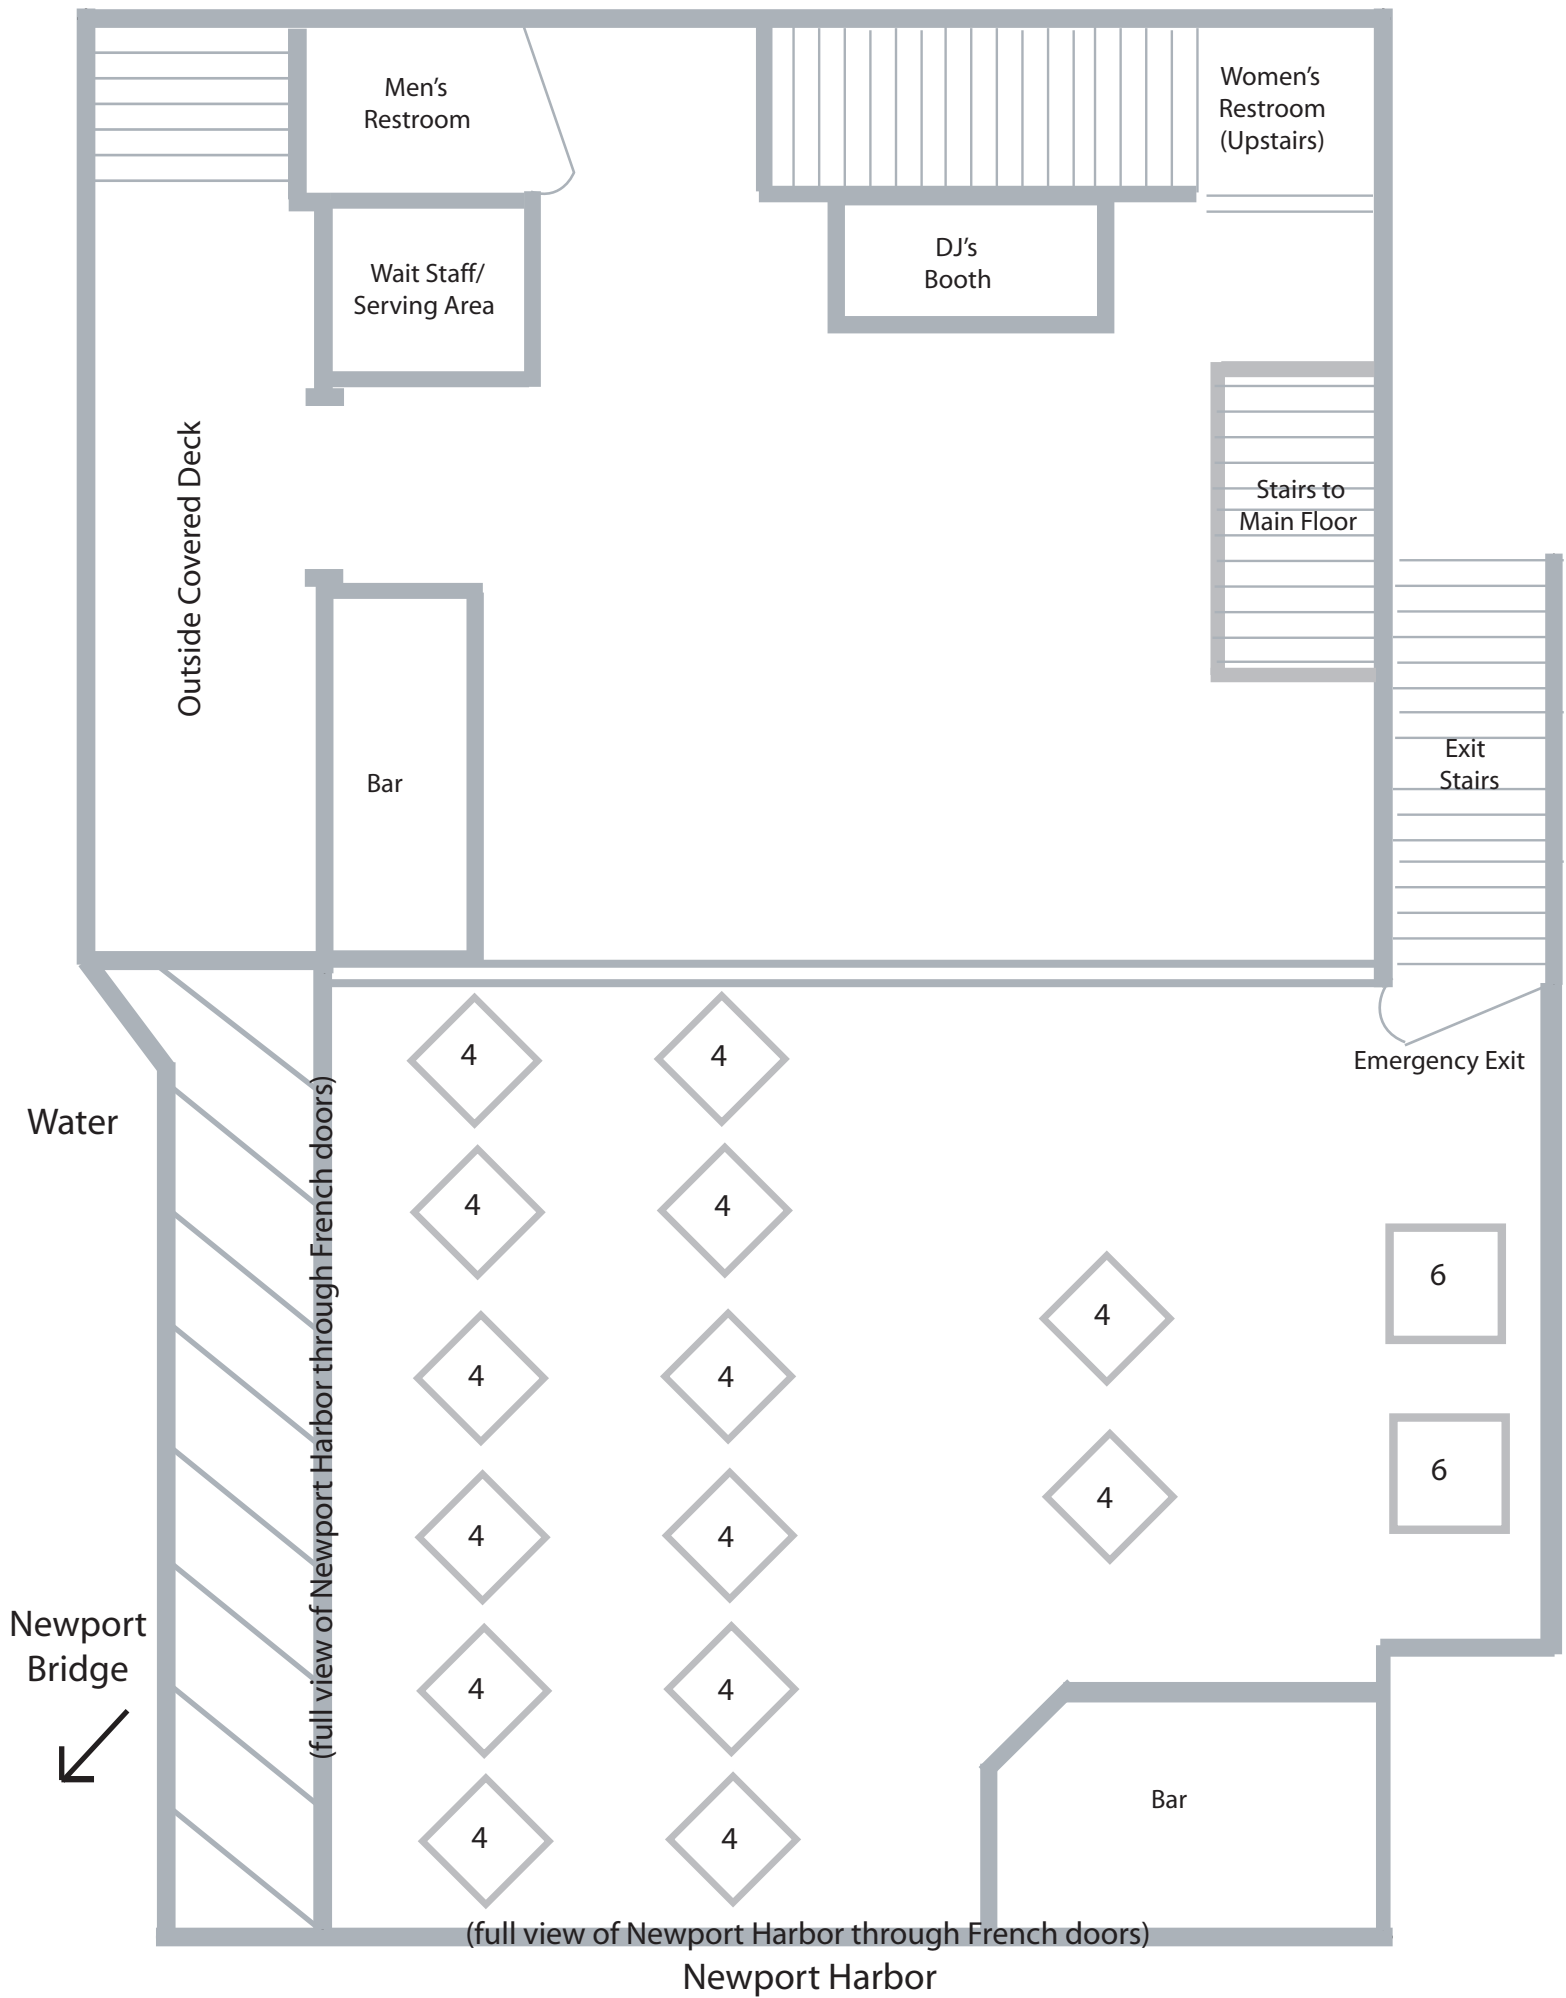 Men’s
Restroom
Women’s
Restroom
(Upstairs)
Wait Staff/
Serving Area
DJ’s
Booth
Outside Covered Deck
Stairs to
Main Floor
Exit
Stairs
Bar
Emergency Exit
Water
(full view of Newport Harbor through French doors)
4
4
4
4
4
6
4
4
4
6
4
4
4
Newport
Bridge
4
4
Bar
4
4
(full view of Newport Harbor through French doors)
Newport Harbor